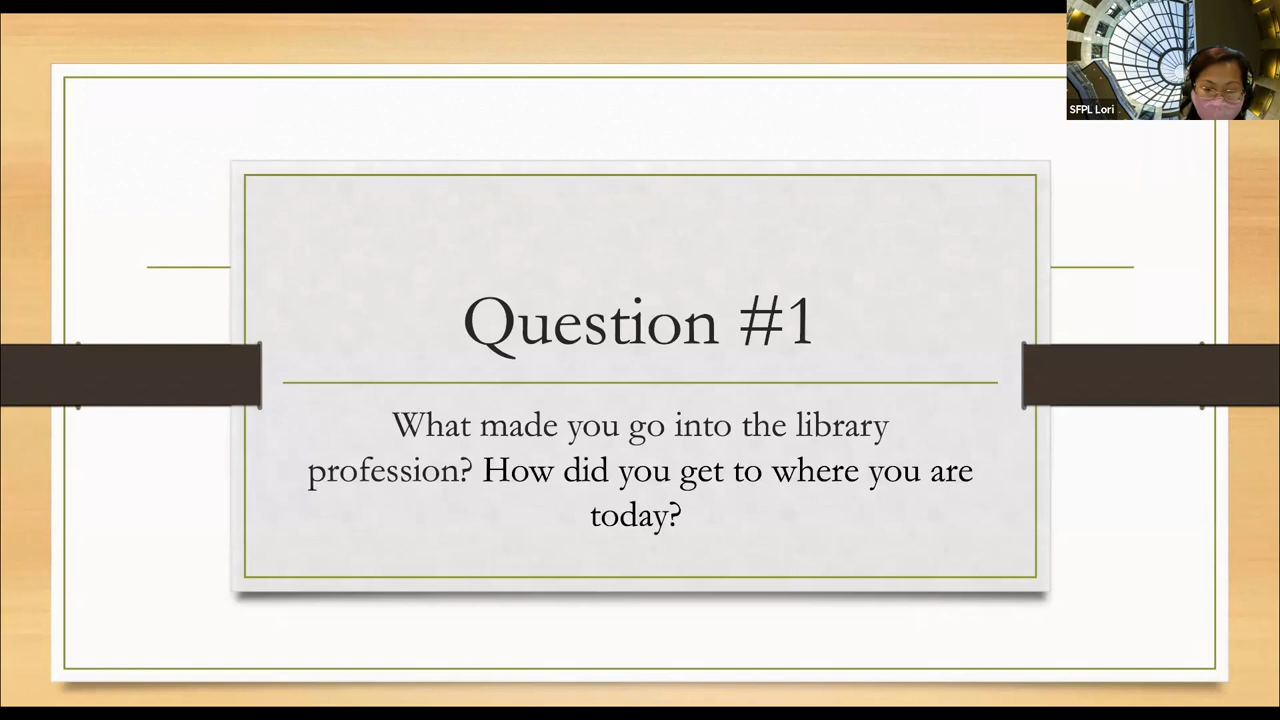 SFPL Lori
Question #1
What made you go into the library
profession? How did you get to where you are
today?